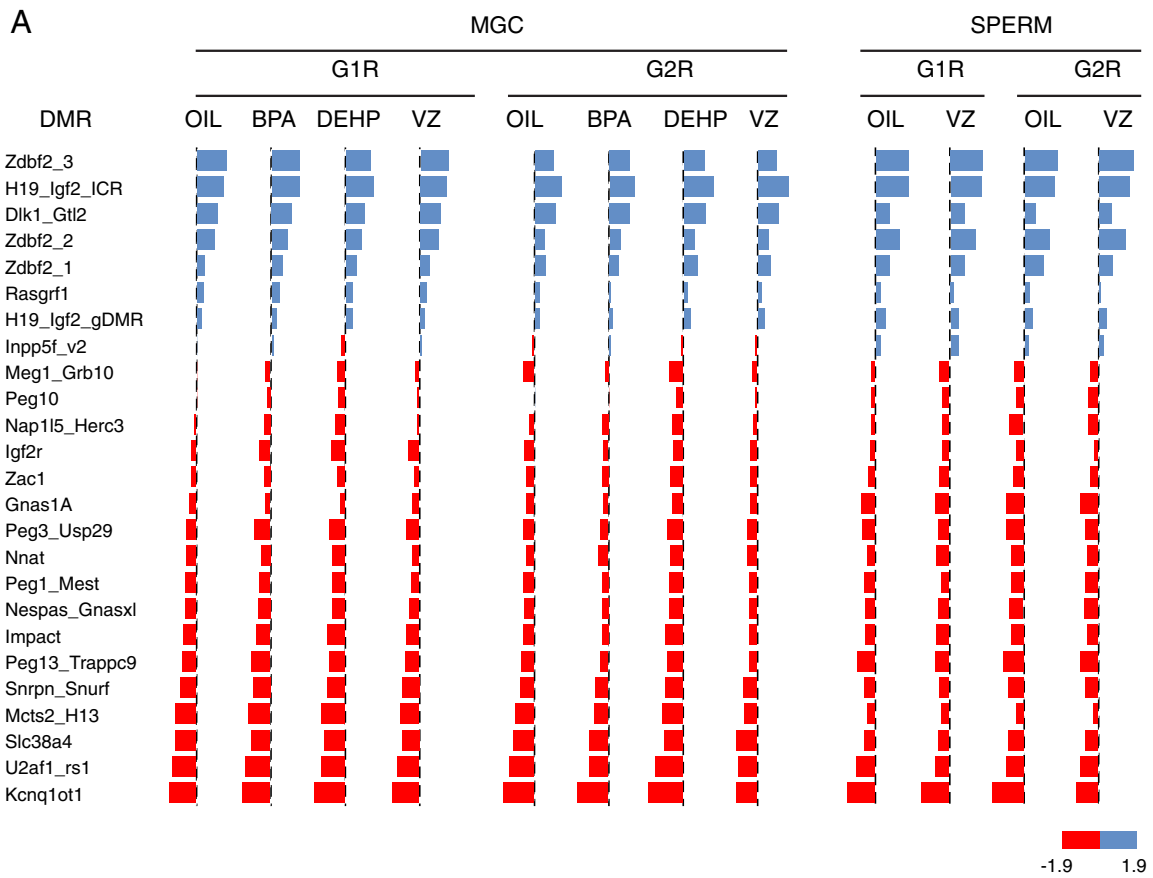 A
MGC SPERM
G1R G2R G1R G2R
DMR OIL BPA DEHP VZ OIL BPA DEHP VZ OIL VZ OIL VZ
Zdbf2_3
H19_Igf2_ICR
Dlk1_Gtl2
Zdbf2_2
Zdbf2_1
Rasgrf1
H19_Igf2_gDMR
Inpp5f_v2
Meg1_Grb10
Peg10
Nap1l5_Herc3
Igf2r
Zac1
Gnas1A
Peg3_Usp29
Nnat
Peg1_Mest
Nespas_Gnasxl
Impact
Peg13_Trappc9
Snrpn_Snurf
Mcts2_H13
Slc38a4
U2af1_rs1
Kcnq1ot1
-1.9 1.9